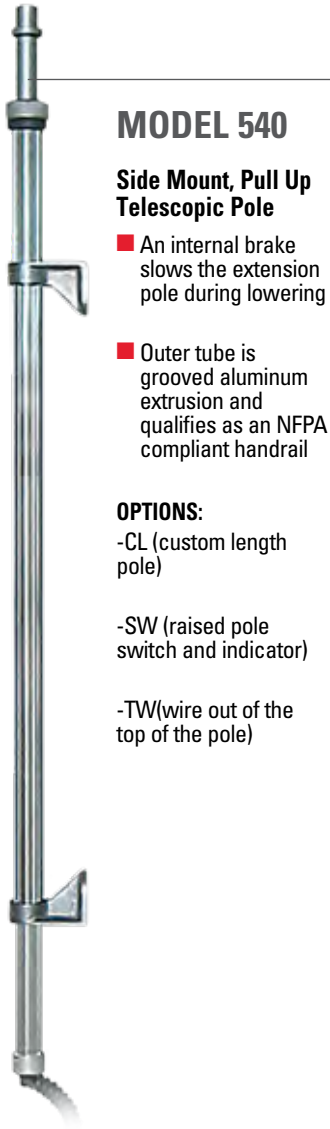 MODEL 540
Side Mount, Pull Up
Telescopic Pole
An internal brake
slows the extension
pole during lowering
Outer tube is
grooved aluminum
extrusion and
qualifies as an NFPA
compliant handrail
OPTIONS:
-CL (custom length
pole)
-SW (raised pole
switch and indicator)
-TW(wire out of the
top of the pole)